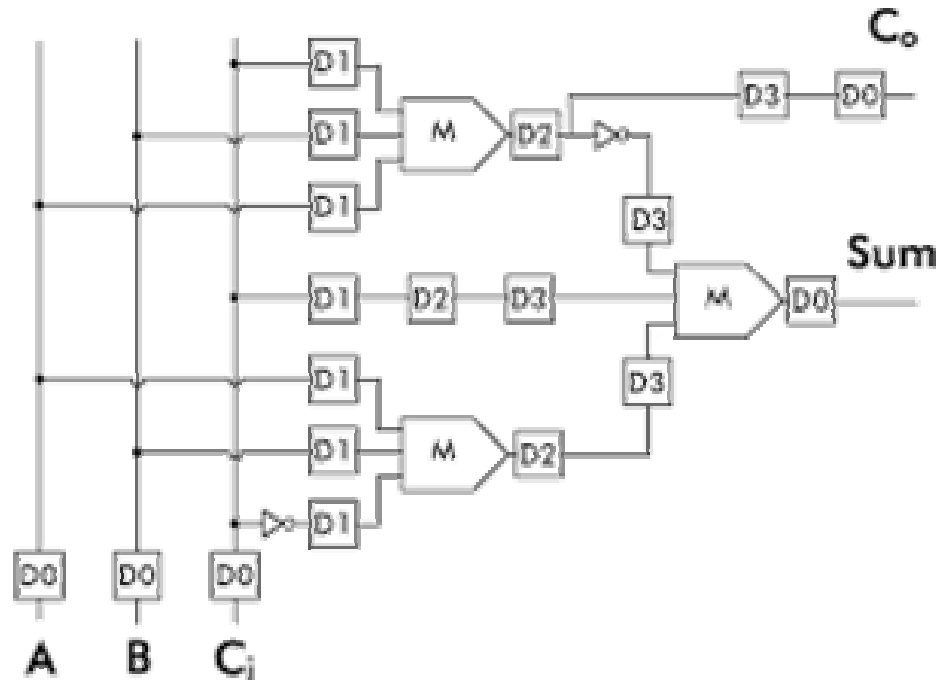 C₀
D1
D3 D0
D1 M D2
D1
D3
Sum
D1 D2 D3 M D0
D1 D3
D1 M D2
D1
D0 D0 D0
A B Cᵢ